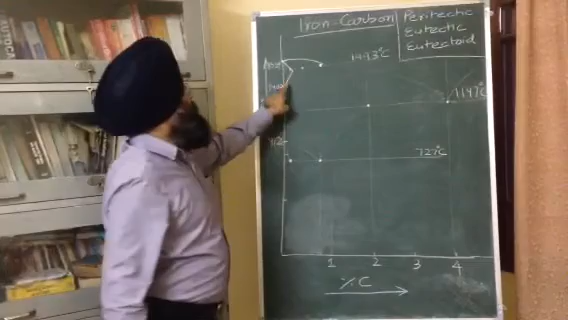 Iron-Carbon
Peritectic
Eutectic
Eutectoid
1493°C
1147°C
727°C
1 2 3 4
%C